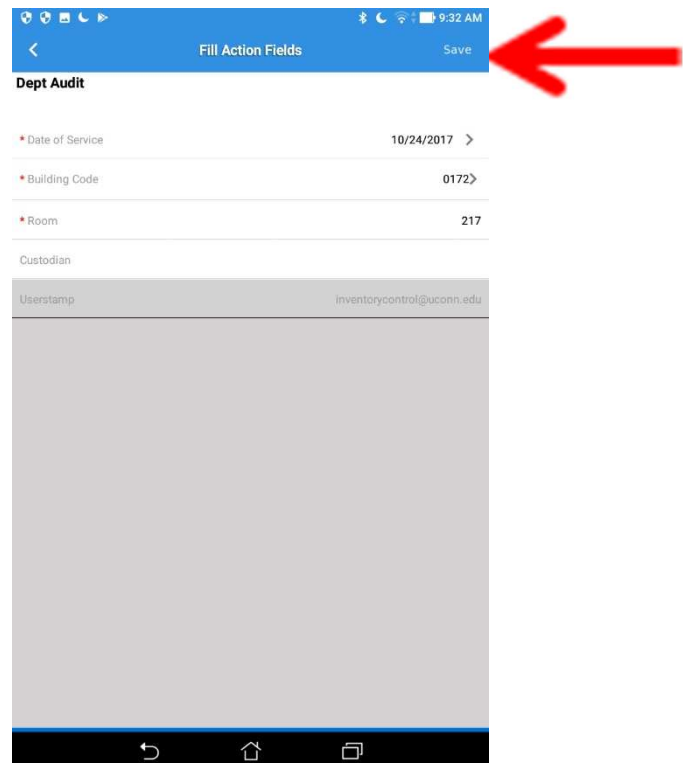 9:32 AM
Fill Action Fields Save
Dept Audit
* Date of Service 10/24/2017
* Building Code 0172
* Room 217
Custodian
Userstamp inventorycontrol@uconn.edu